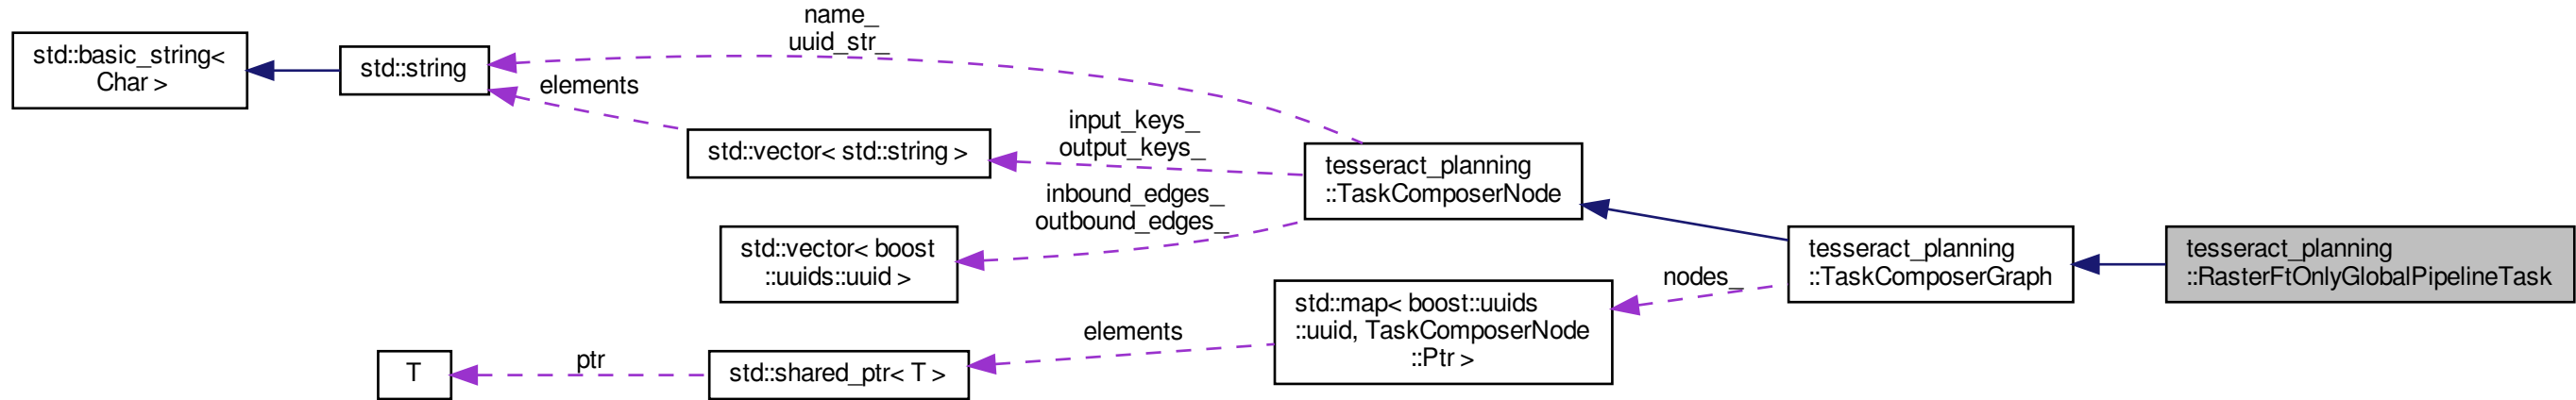 name_
uuid_str_
std::basic_string<
Char >
std::string
elements
input_keys_
output_keys_
std::vector< std::string >
tesseract_planning
::TaskComposerNode
inbound_edges_
outbound_edges_
std::vector< boost
::uuids::uuid >
tesseract_planning
::TaskComposerGraph
tesseract_planning
::RasterFtOnlyGlobalPipelineTask
nodes_
std::map< boost::uuids
::uuid, TaskComposerNode
::Ptr >
elements
ptr
T
std::shared_ptr< T >